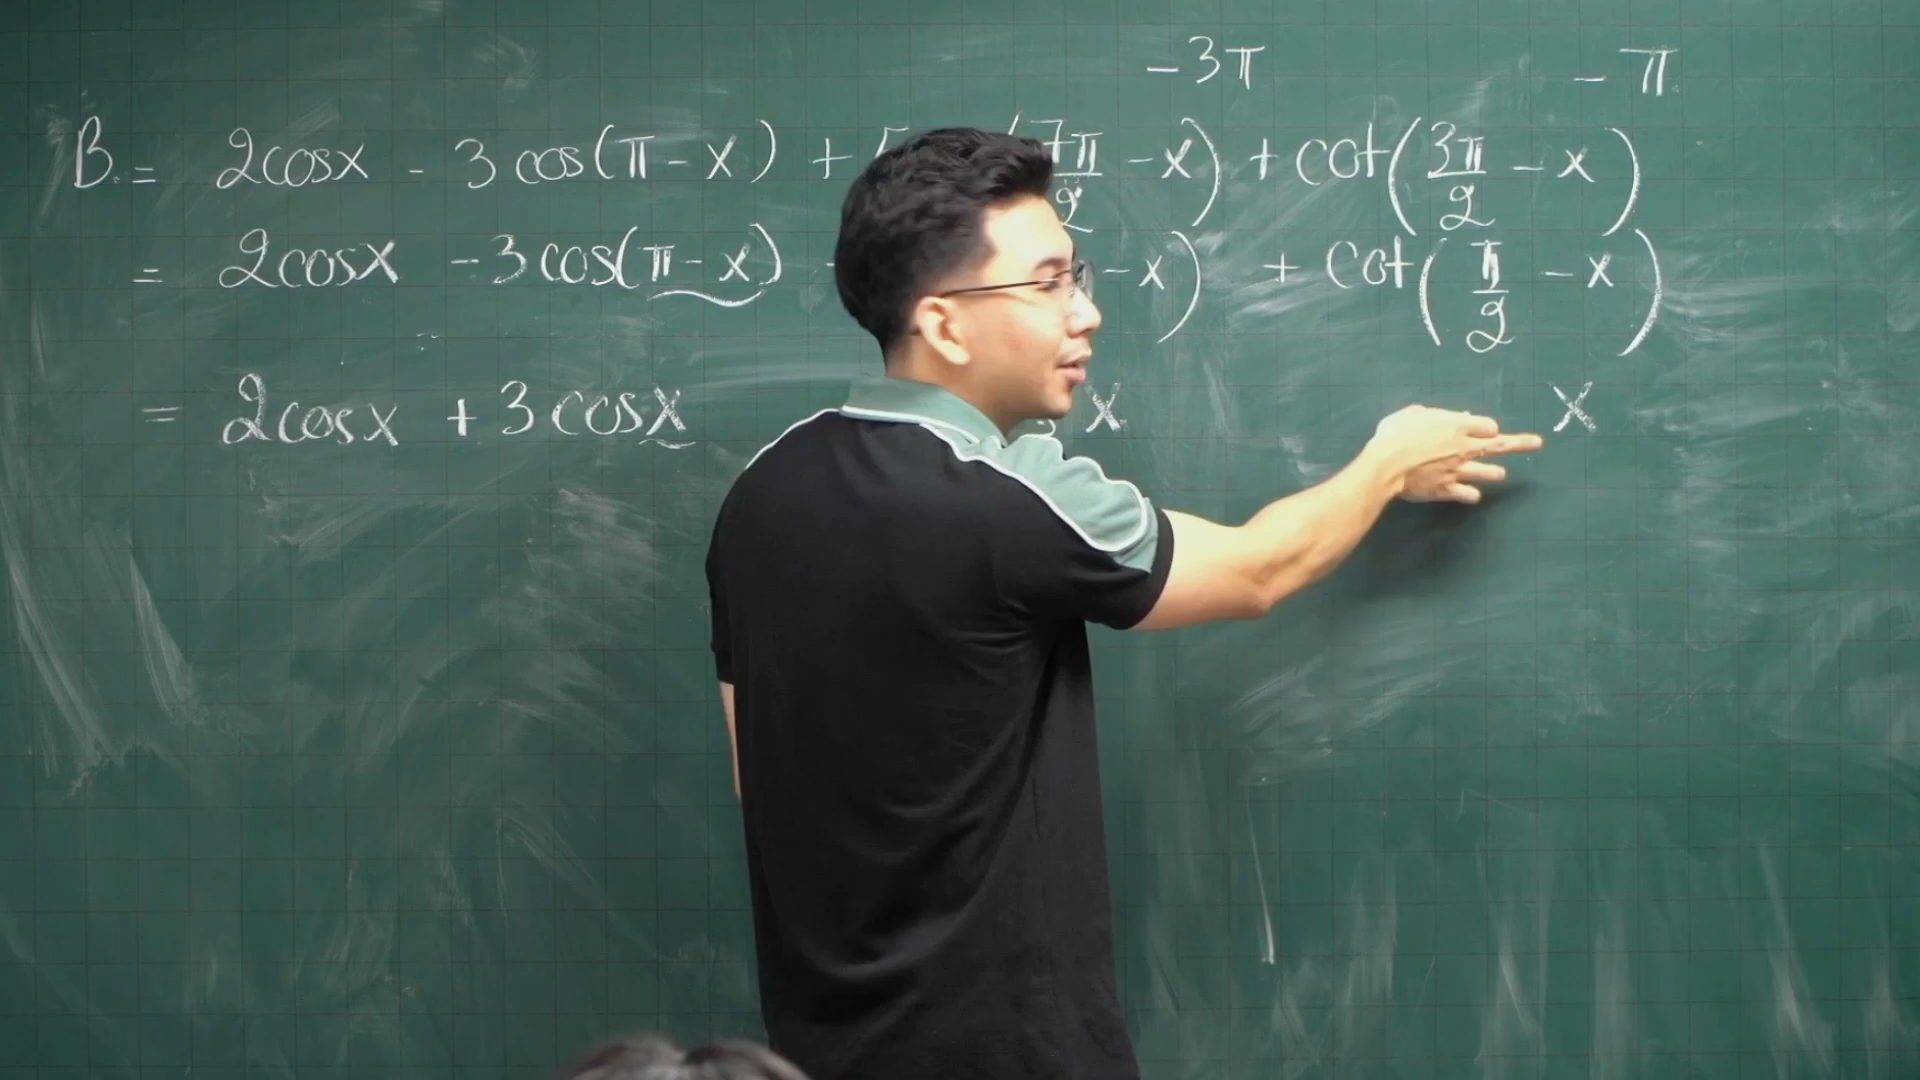 -3π -π
B = 2cosx - 3cos(π-x) + (7π/2 -x) + cot(3π/2 -x)
= 2cosx -3cos(π-x) -x) + cot(π/2 -x)
= 2cosx + 3cosx x x